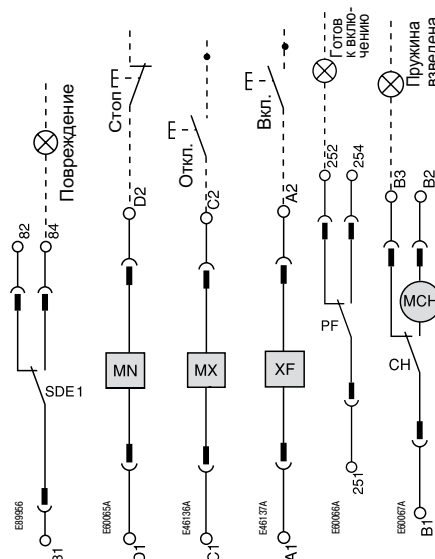 Повреждение
82
84
SDE1
E89956
81
Стоп
D2
MN
E60065A
D1
Откл.
C2
MX
E46136A
C1
Вкл.
A2
XF
E46137A
A1
Готов
к вклю-
чению
252
254
PF
E60066A
251
Пружина
взведена
B3
B2
MCH
CH
E60067A
B1